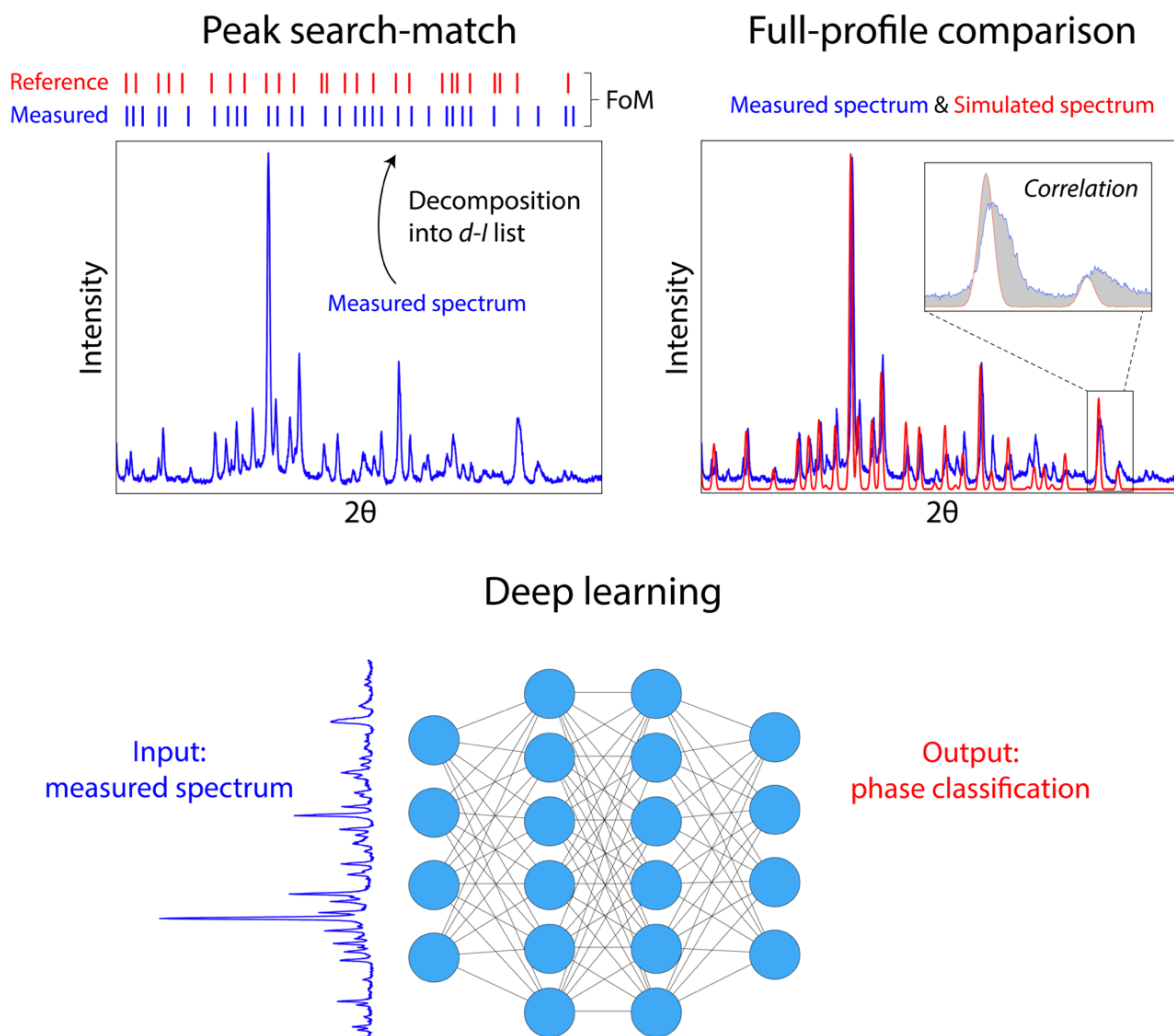 Peak search-match
Reference
Measured
FoM
Decomposition
into d-I list
Measured spectrum
Intensity
2θ
Full-profile comparison
Measured spectrum & Simulated spectrum
Correlation
Intensity
2θ
Deep learning
Input:
measured spectrum
Output:
phase classification